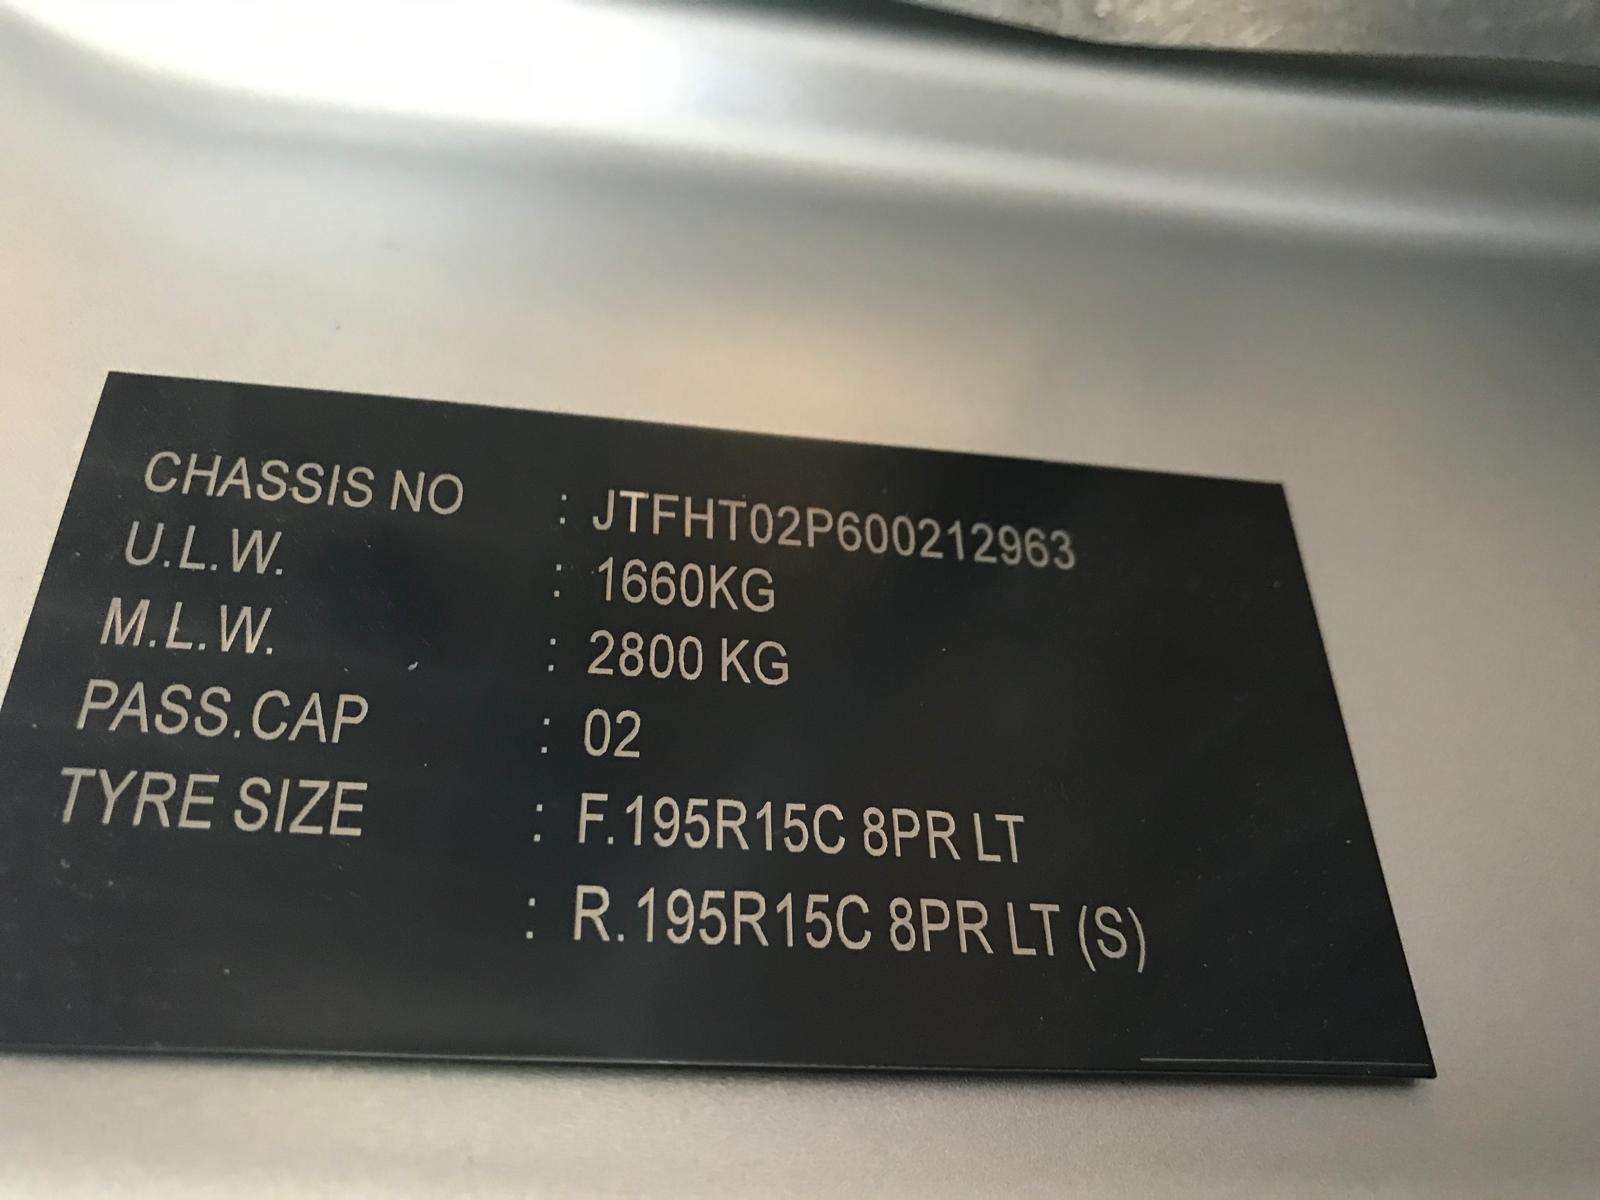 CHASSIS NO : JTFHT02P600212963
U.L.W. : 1660KG
M.L.W. : 2800 KG
PASS.CAP : 02
TYRE SIZE : F.195R15C 8PR LT
: R.195R15C 8PR LT (S)